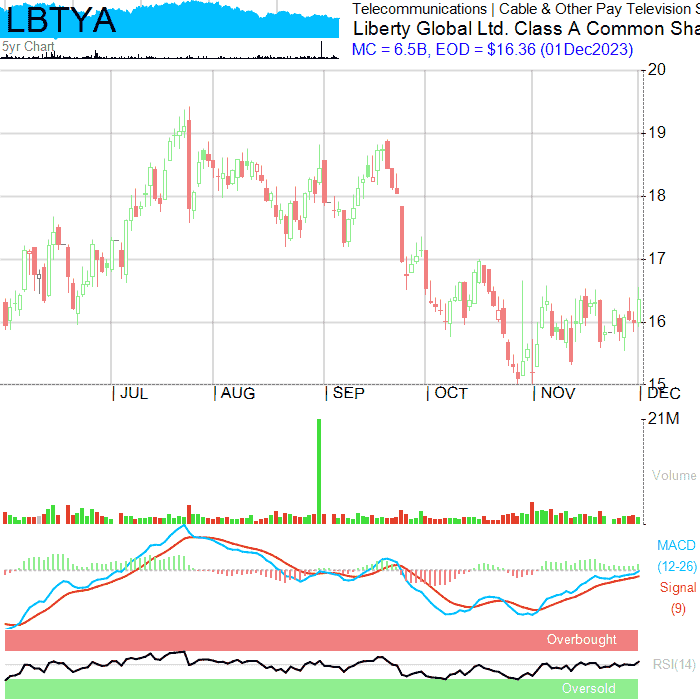 LBTYA
5yr Chart
Telecommunications | Cable & Other Pay Television S
Liberty Global Ltd. Class A Common Sha
MC = 6.5B, EOD = $16.36 (01Dec2023)
20
19
18
17
16
15
| JUL
| AUG
| SEP
| OCT
| NOV
| DEC
21M
Volume
MACD
(12-26)
Signal
(9)
Overbought
RSI(14)
Oversold